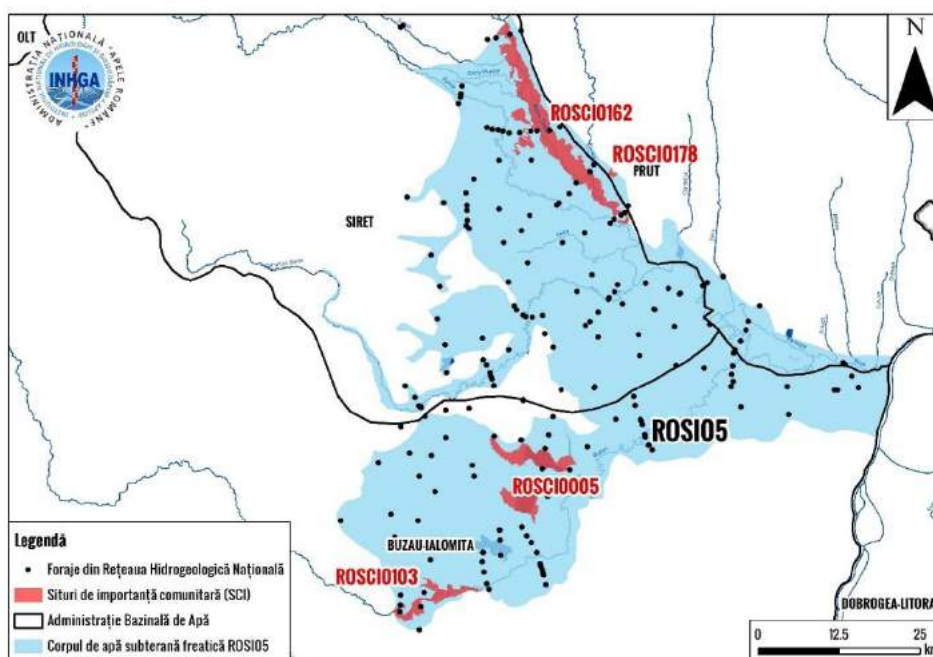 OLT
ADMINISTRAȚIA NAȚIONALĂ "APELE ROMÂNE"
INHGA
N
ROSCI0162
ROSCI0178
PRUT
SIRET
ROSI05
ROSCI0005
BUZAU-IALOMITA
ROSCI0103
DOBROGEA-LITORA
Legendă
Foraje din Rețeaua Hidrogeologică Națională
Situri de importanță comunitară (SCI)
Administrație Bazinală de Apă
Corpul de apă subterană freatică ROSI05
0 12.5 25
km